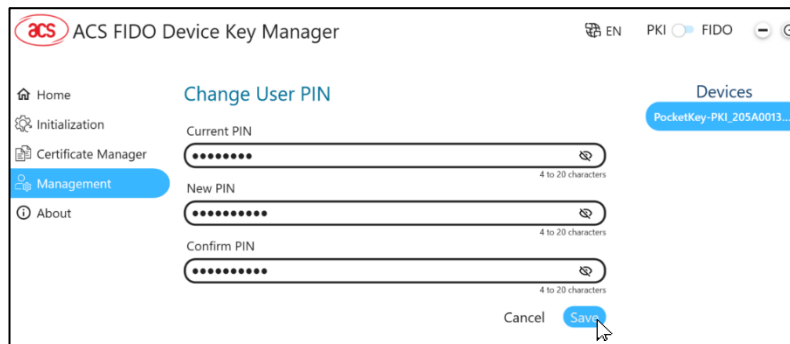 acs ACS FIDO Device Key Manager EN PKI FIDO
Home
Initialization
Certificate Manager
Management
About
Change User PIN
Current PIN
••••••••
4 to 20 characters
New PIN
••••••••••
4 to 20 characters
Confirm PIN
••••••••••
4 to 20 characters
Cancel Save
Devices
PocketKey-PKI_205A0013...